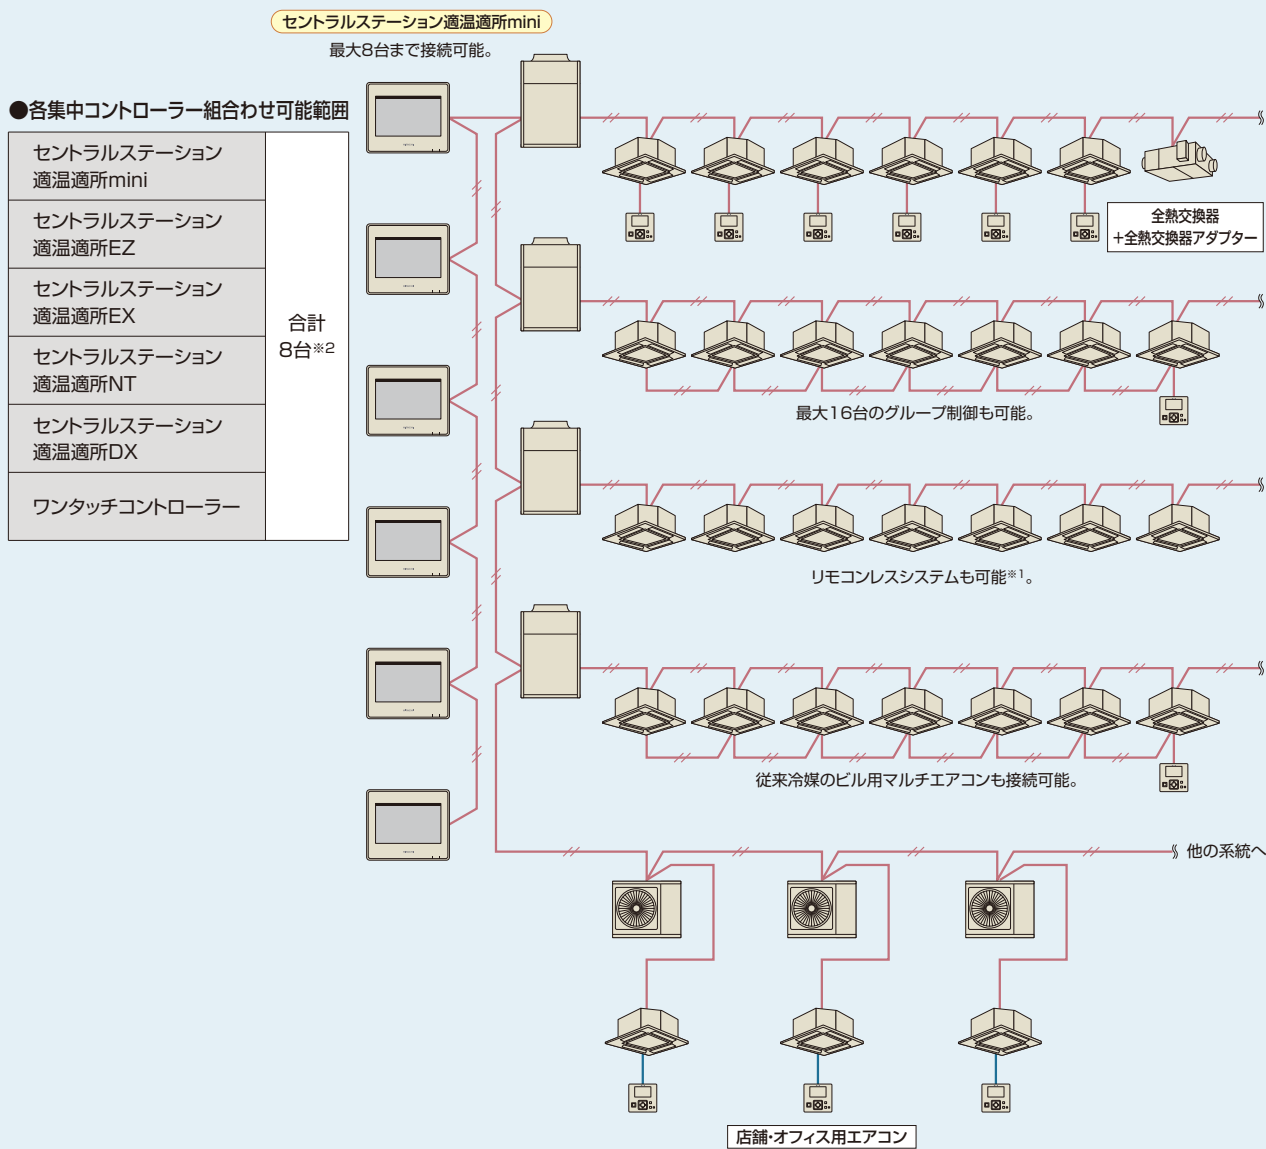 セントラルステーション適温適所mini
最大8台まで接続可能。
●各集中コントローラー組合わせ可能範囲
セントラルステーション
適温適所mini
セントラルステーション
適温適所EZ
セントラルステーション
適温適所EX
セントラルステーション
適温適所NT
セントラルステーション
適温適所DX
ワンタッチコントローラー
合計
8台※2
全熱交換器
+全熱交換器アダプター
最大16台のグループ制御も可能。
リモコンレスシステムも可能※1。
従来冷媒のビル用マルチエアコンも接続可能。
他の系統へ
店舗・オフィス用エアコン